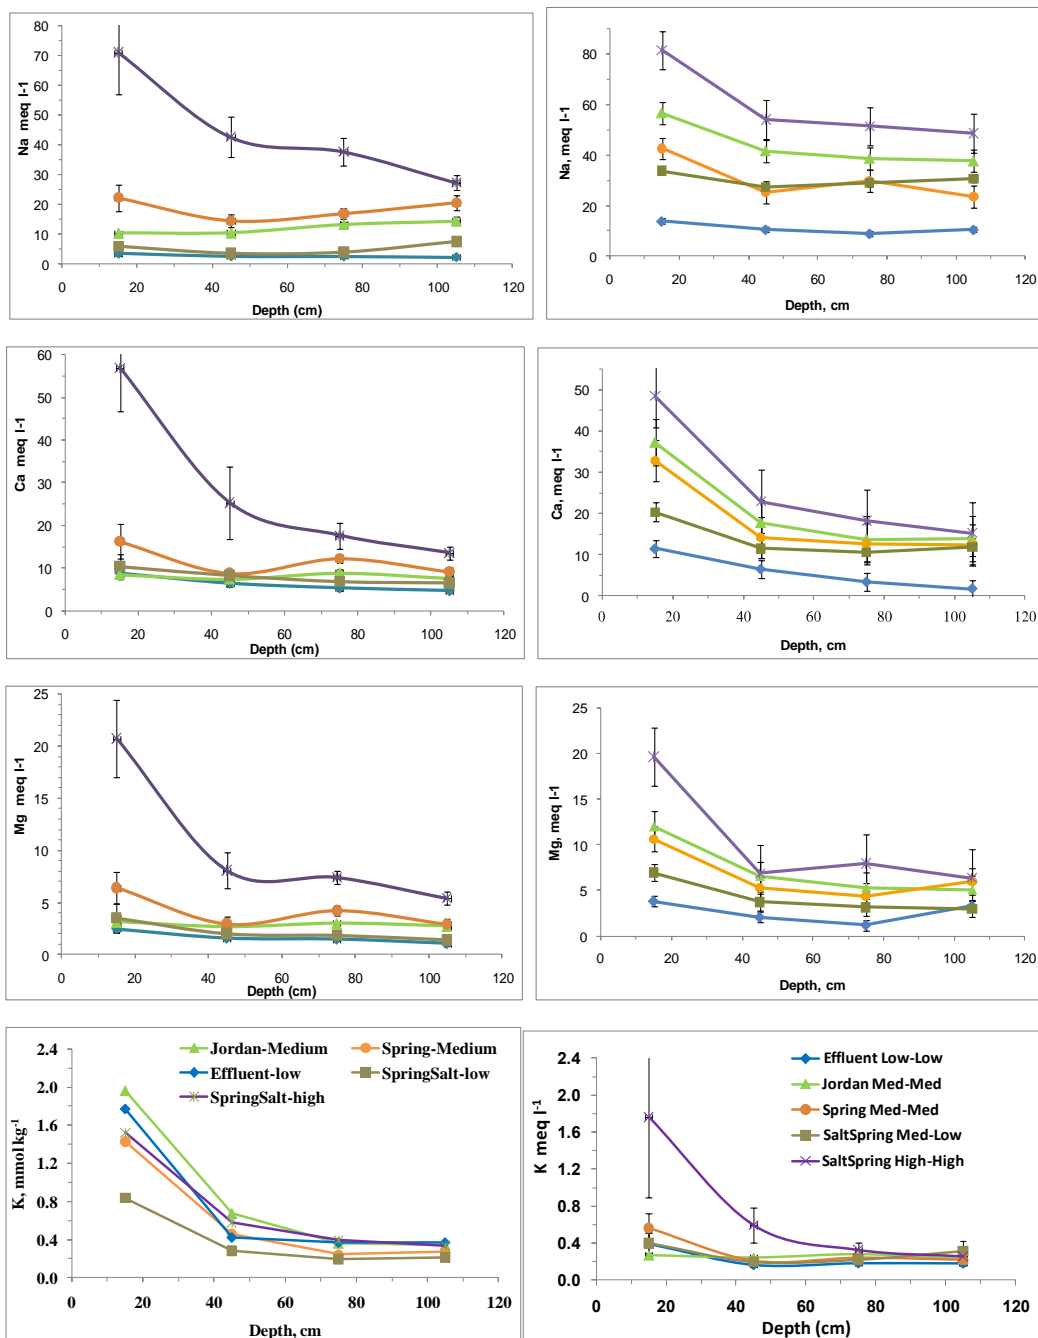 80
70
60
50
40
30
20
10
0
Na meq l-1
0 20 40 60 80 100 120
Depth (cm)
80
60
40
20
0
Na, meq l-1
0 20 40 60 80 100 120
Depth, cm
60
50
40
30
20
10
0
Ca meq l-1
0 20 40 60 80 100 120
Depth (cm)
50
40
30
20
10
0
Ca, meq l-1
0 20 40 60 80 100 120
Depth, cm
25
20
15
10
5
0
Mg meq l-1
0 20 40 60 80 100 120
Depth (cm)
25
20
15
10
5
0
Mg, meq l-1
0 20 40 60 80 100 120
Depth, cm
2.4
2.0
1.6
1.2
0.8
0.4
0.0
K, mmol kg-1
Jordan-Medium Spring-Medium
Effluent-low SpringSalt-low
SpringSalt-high
0 20 40 60 80 100 120
Depth, cm
2.4
2.0
1.6
1.2
0.8
0.4
0.0
K meq l-1
Effluent Low-Low
Jordan Med-Med
Spring Med-Med
SaltSpring Med-Low
SaltSpring High-High
0 20 40 60 80 100 120
Depth (cm)